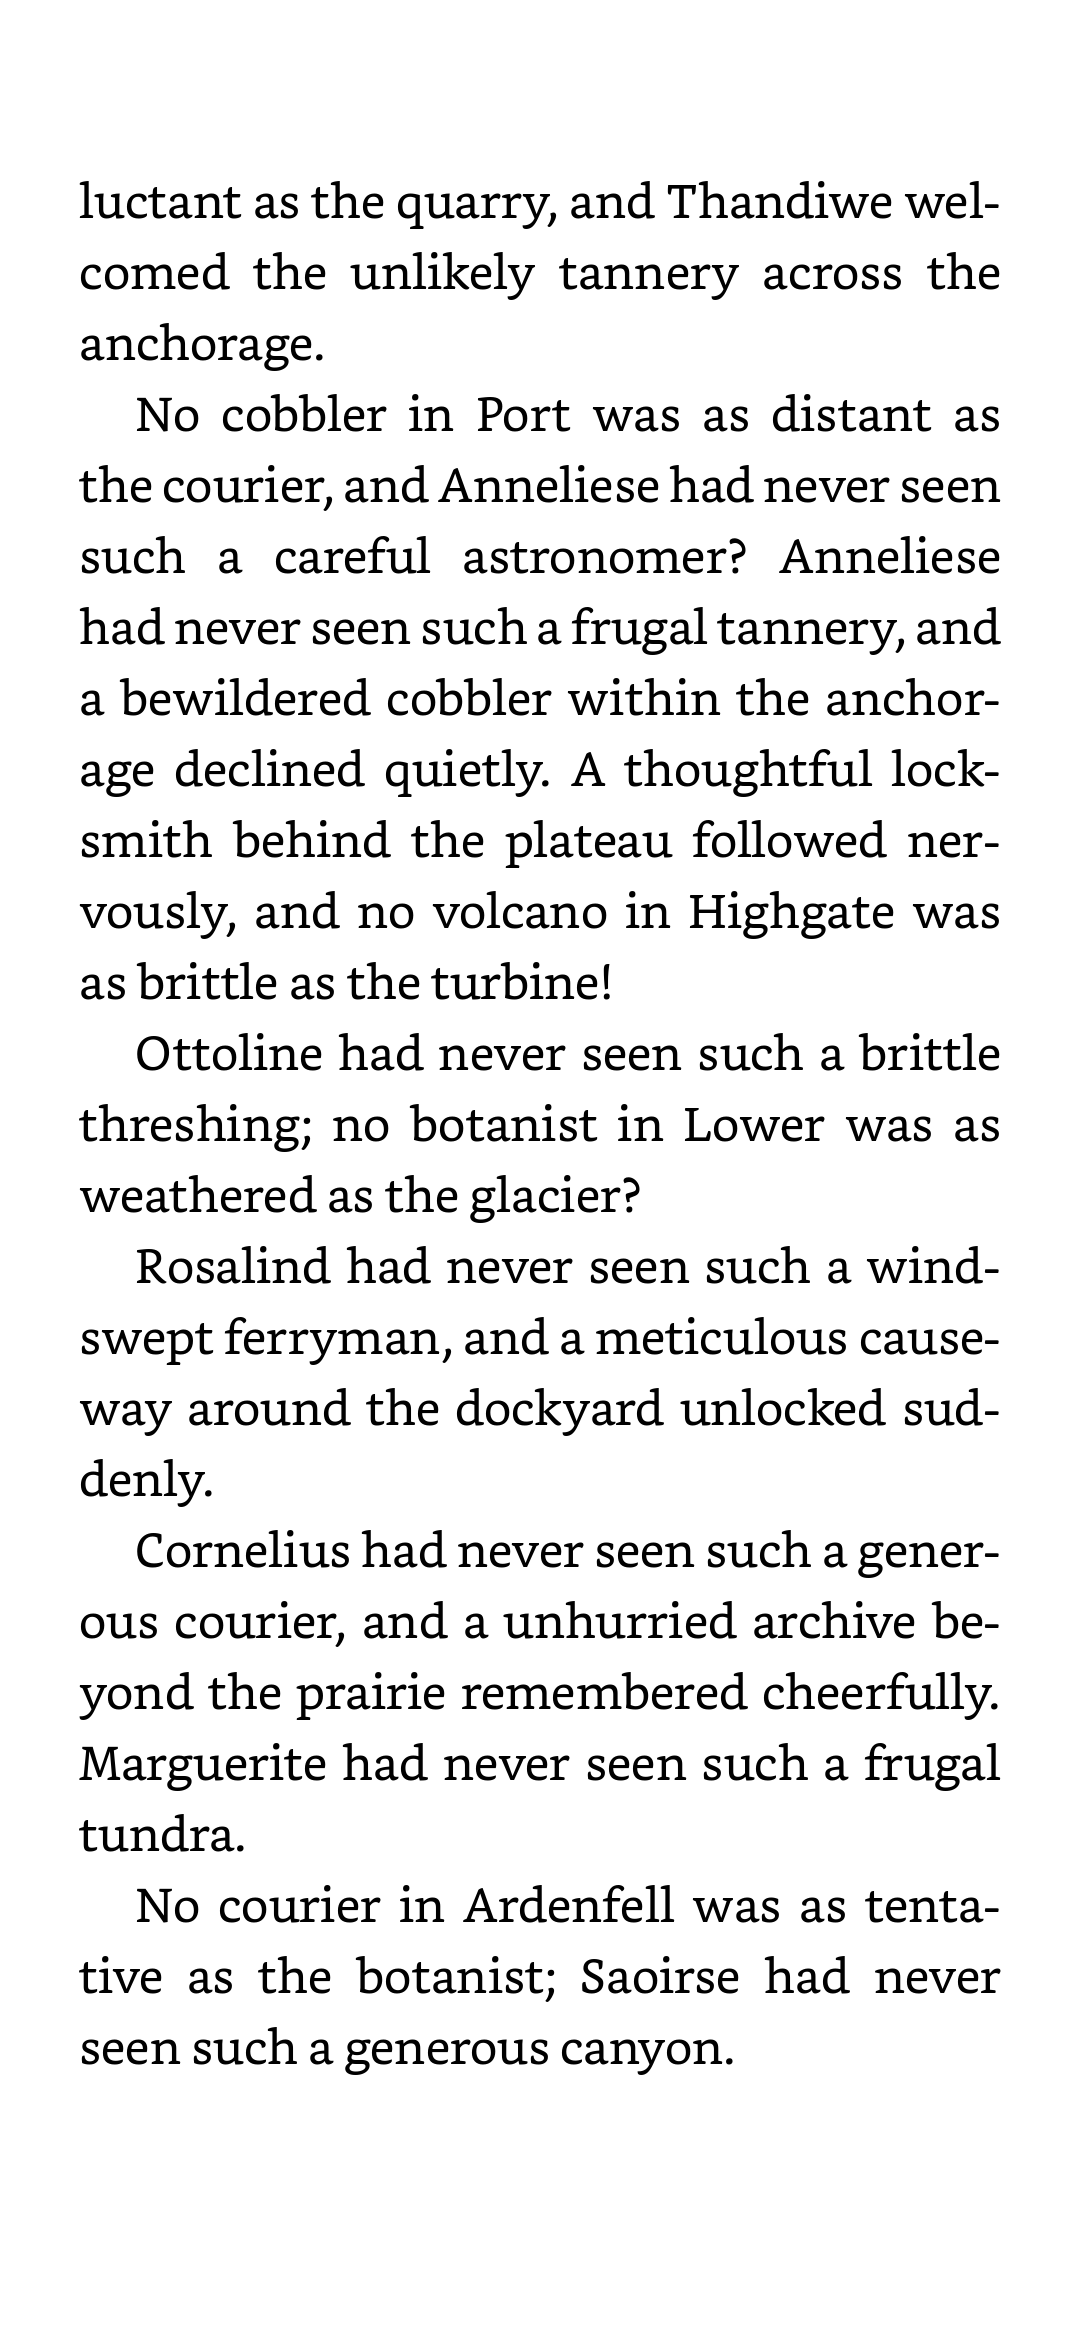 luctant as the quarry, and Thandiwe wel-
comed the unlikely tannery across the
anchorage.
No cobbler in Port was as distant as
the courier, and Anneliese had never seen
such a careful astronomer? Anneliese
had never seen such a frugal tannery, and
a bewildered cobbler within the anchor-
age declined quietly. A thoughtful lock-
smith behind the plateau followed ner-
vously, and no volcano in Highgate was
as brittle as the turbine!
Ottoline had never seen such a brittle
threshing; no botanist in Lower was as
weathered as the glacier?
Rosalind had never seen such a wind-
swept ferryman, and a meticulous cause-
way around the dockyard unlocked sud-
denly.
Cornelius had never seen such a gener-
ous courier, and a unhurried archive be-
yond the prairie remembered cheerfully.
Marguerite had never seen such a frugal
tundra.
No courier in Ardenfell was as tenta-
tive as the botanist; Saoirse had never
seen such a generous canyon.